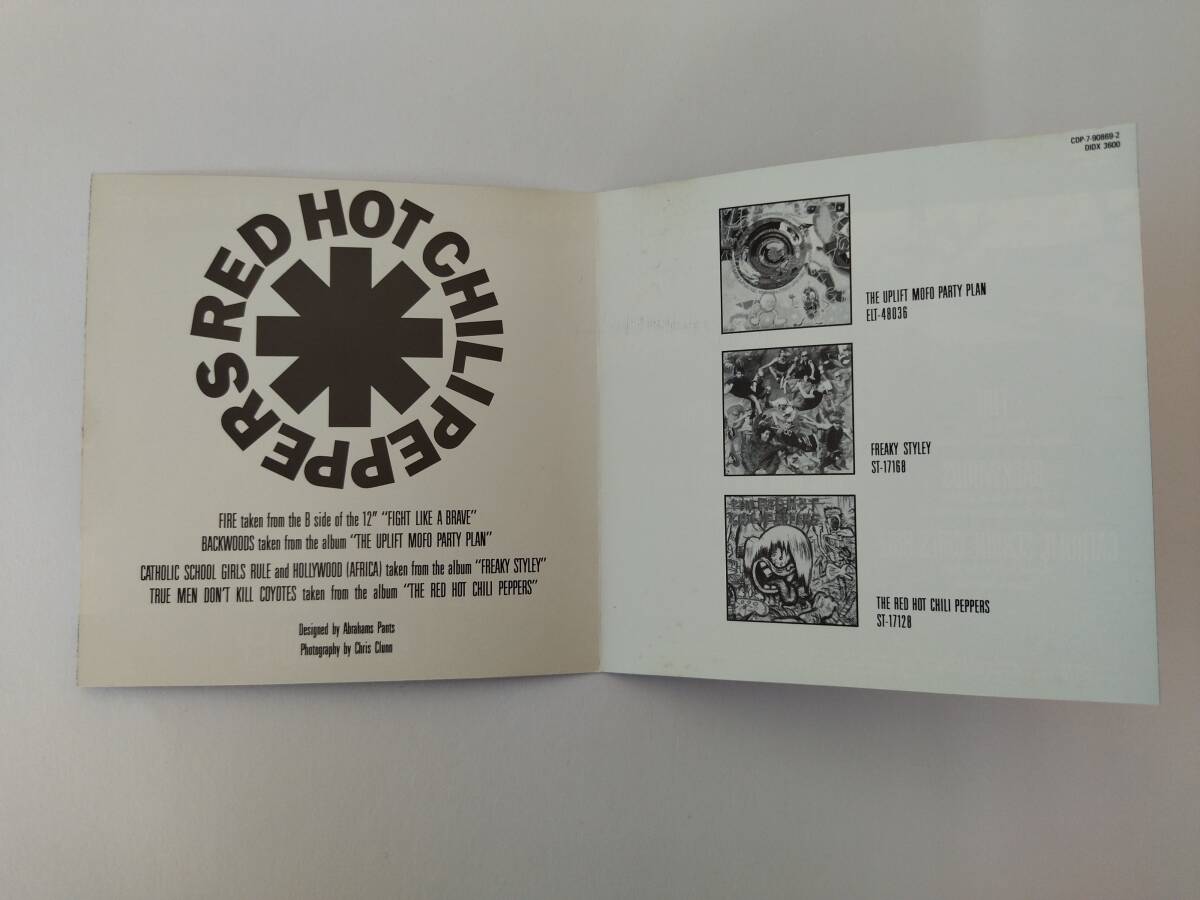 RED HOT CHILI PEPPERS
FIRE taken from the B side of the 12" "FIGHT LIKE A BRAVE"
BACKWOODS taken from the album "THE UPLIFT MOFO PARTY PLAN"
CATHOLIC SCHOOL GIRLS RULE and HOLLYWOOD (AFRICA) taken from the album "FREAKY STYLEY"
TRUE MEN DON'T KILL COYOTES taken from the album "THE RED HOT CHILI PEPPERS"
Designed by Abrahams Pants
Photography by Chris Clunn
CDP-7-90869-2
DIDX 3600
THE UPLIFT MOFO PARTY PLAN
ELT-48036
FREAKY STYLEY
ST-17168
THE RED HOT CHILI PEPPERS
ST-17128